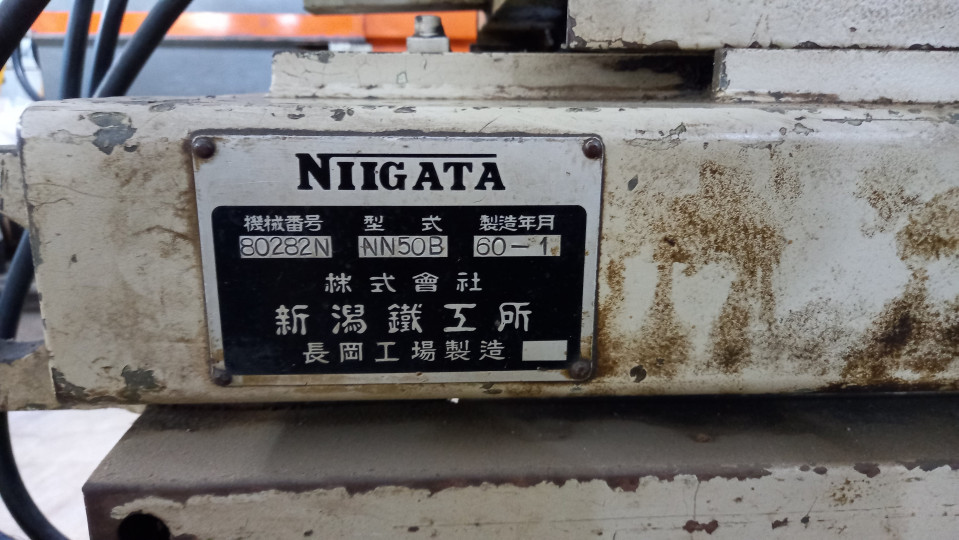 NIIGATA
機械番号 型式 製造年月
80282N NN50B 60-1
株式會社
新潟鐵工所
長岡工場製造